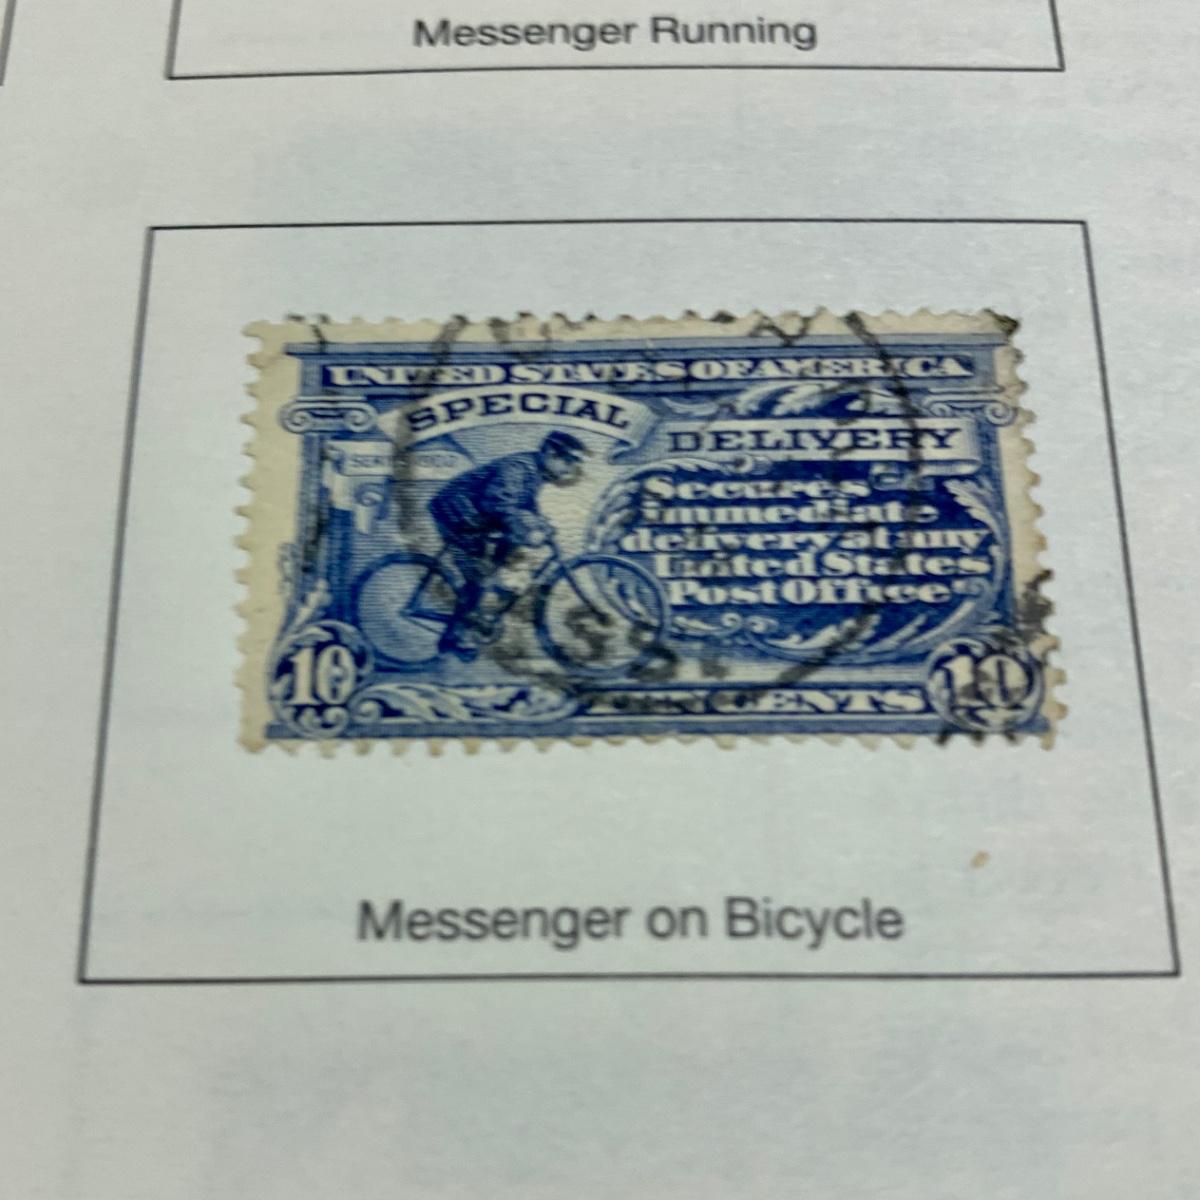 Messenger Running
UNITED STATES OF AMERICA
SPECIAL
DELIVERY
Secures
immediate
delivery at any
United States
Post Office
10
TEN CENTS
10
Messenger on Bicycle